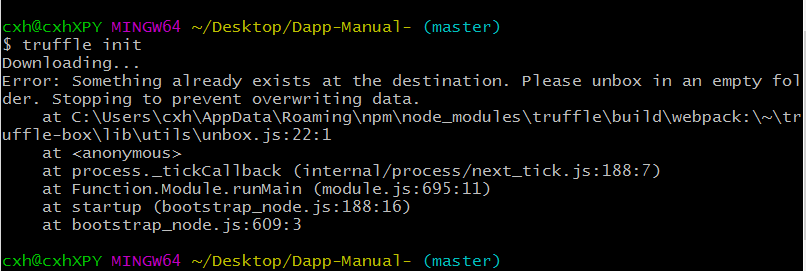 cxh@cxhXPY MINGW64 ~/Desktop/Dapp-Manual- (master)
$ truffle init
Downloading...
Error: Something already exists at the destination. Please unbox in an empty fol
der. Stopping to prevent overwriting data.
    at C:\Users\cxh\AppData\Roaming\npm\node_modules\truffle\build\webpack:\~\tr
uffle-box\lib\utils\unbox.js:22:1
    at <anonymous>
    at process._tickCallback (internal/process/next_tick.js:188:7)
    at Function.Module.runMain (module.js:695:11)
    at startup (bootstrap_node.js:188:16)
    at bootstrap_node.js:609:3
cxh@cxhXPY MINGW64 ~/Desktop/Dapp-Manual- (master)